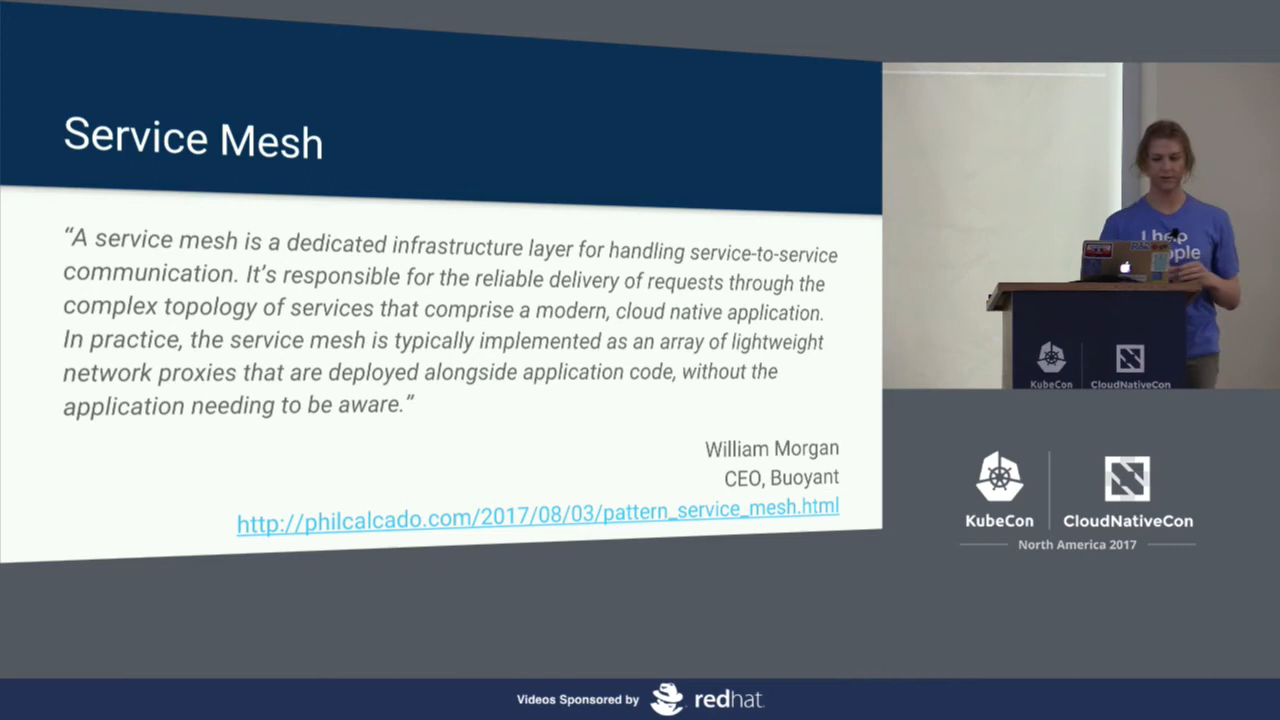 Service Mesh
“A service mesh is a dedicated infrastructure layer for handling service-to-service
communication. It’s responsible for the reliable delivery of requests through the
complex topology of services that comprise a modern, cloud native application.
In practice, the service mesh is typically implemented as an array of lightweight
network proxies that are deployed alongside application code, without the
application needing to be aware.”
William Morgan
CEO, Buoyant
http://philcalcado.com/2017/08/03/pattern_service_mesh.html
I help
KubeCon
CloudNativeCon
KubeCon
CloudNativeCon
North America 2017
Videos Sponsored by
redhat.